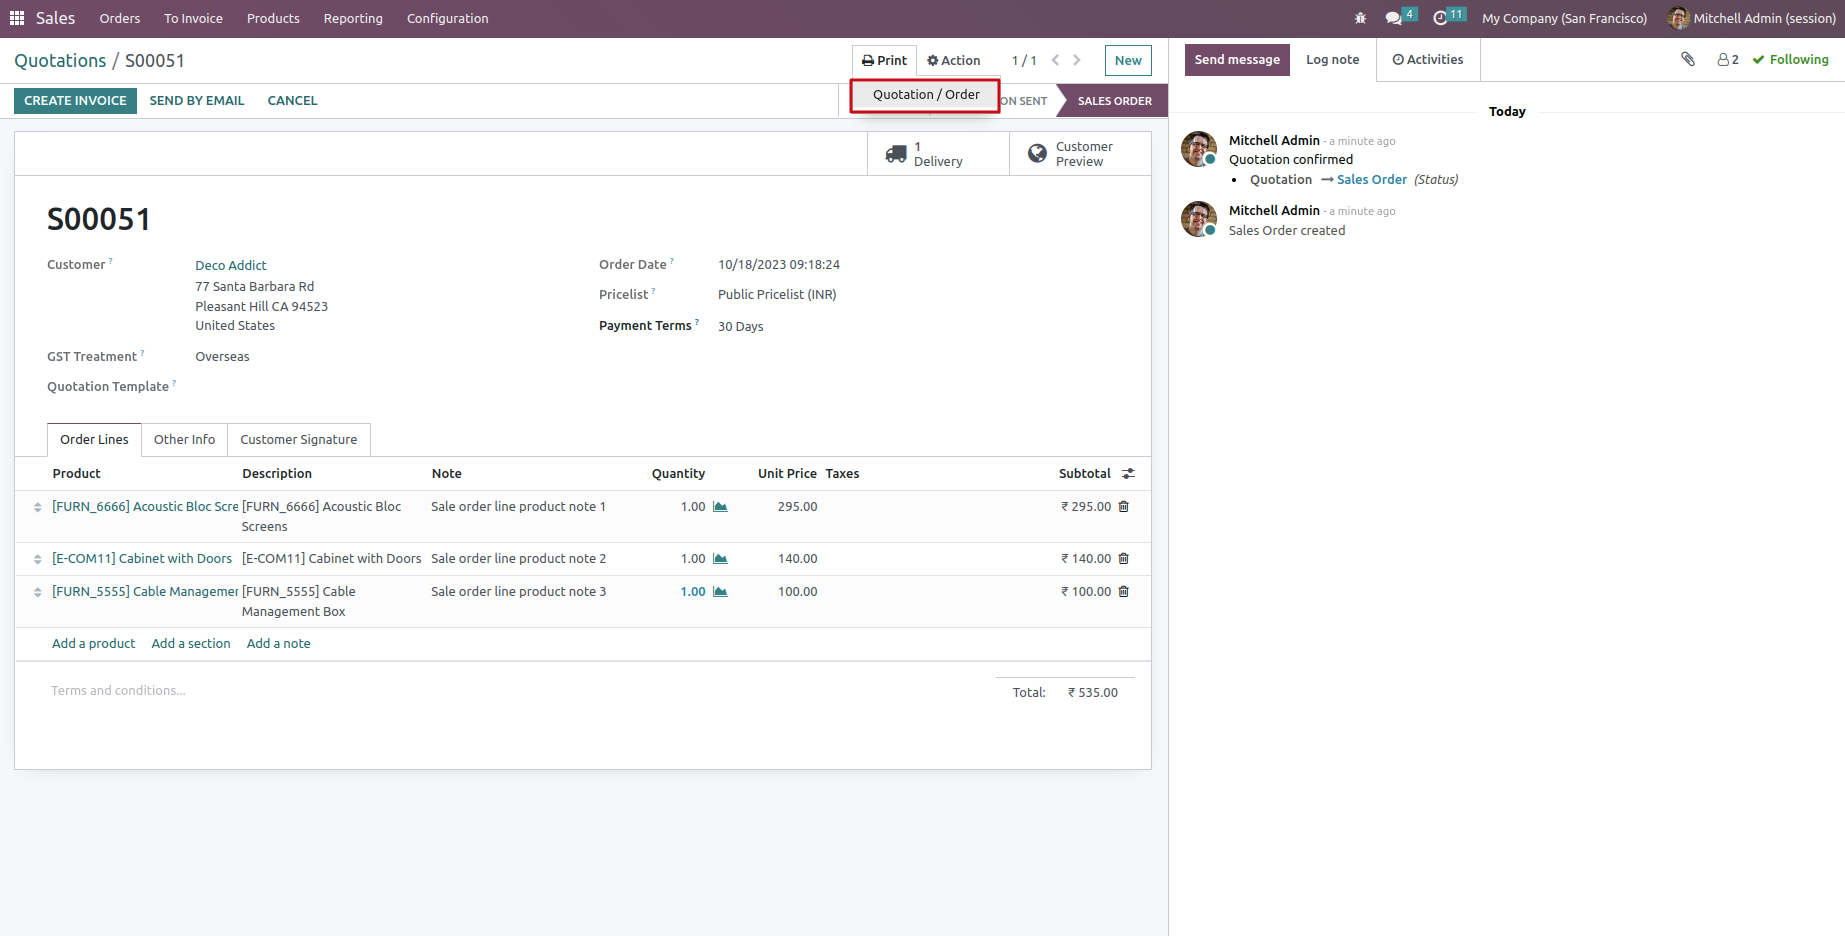 Sales Orders To Invoice Products Reporting Configuration 4 11 My Company (San Francisco) Mitchell Admin (session)
Quotations / S00051 Print Action 1 / 1 New
Quotation / Order
CREATE INVOICE SEND BY EMAIL CANCEL ON SENT SALES ORDER
1 Delivery
Customer Preview
S00051
Customer ? Deco Addict
77 Santa Barbara Rd
Pleasant Hill CA 94523
United States
GST Treatment ? Overseas
Quotation Template ?
Order Date ? 10/18/2023 09:18:24
Pricelist ? Public Pricelist (INR)
Payment Terms ? 30 Days
Order Lines Other Info Customer Signature
Product Description Note Quantity Unit Price Taxes Subtotal
[FURN_6666] Acoustic Bloc Scre [FURN_6666] Acoustic Bloc Sale order line product note 1 1.00 295.00 ₹ 295.00
Screens
[E-COM11] Cabinet with Doors [E-COM11] Cabinet with Doors Sale order line product note 2 1.00 140.00 ₹ 140.00
[FURN_5555] Cable Managemer [FURN_5555] Cable Sale order line product note 3 1.00 100.00 ₹ 100.00
Management Box
Add a product Add a section Add a note
Terms and conditions...
Total: ₹ 535.00
Send message Log note Activities 2 Following
Today
Mitchell Admin - a minute ago
Quotation confirmed
• Quotation → Sales Order (Status)
Mitchell Admin - a minute ago
Sales Order created